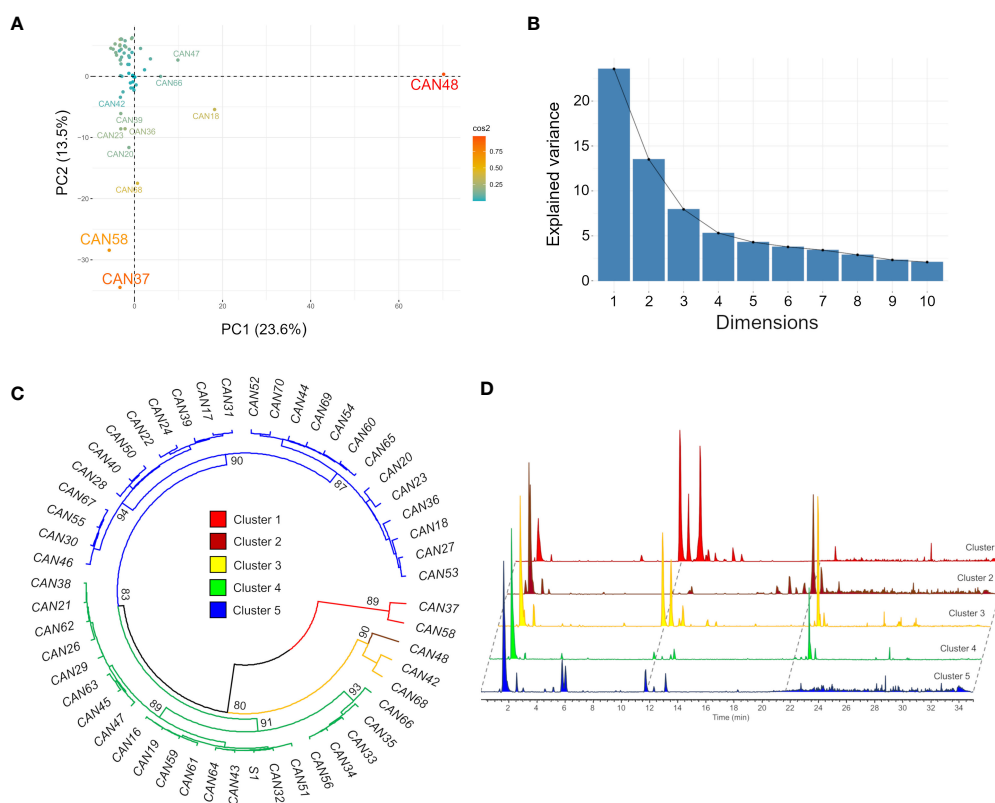 A
PC2 (13.5%)
0
−10
−20
−30
CAN47
CAN66
CAN48
CAN42
CAN18
CAN39
CAN23
CAN36
CAN20
CAN68
CAN58
CAN37
0
20
40
60
PC1 (23.6%)
cos2
0.75
0.50
0.25
B
Explained variance
20
15
10
5
0
1 2 3 4 5 6 7 8 9 10
Dimensions
C
CAN52
CAN70
CAN44
CAN69
CAN54
CAN60
CAN65
CAN20
CAN23
CAN36
CAN18
CAN27
CAN53
CAN37
CAN58
CAN48
CAN42
CAN68
CAN66
CAN35
CAN33
CAN34
CAN56
CAN51
CAN32
S1
CAN43
CAN64
CAN61
CAN59
CAN19
CAN16
CAN47
CAN45
CAN63
CAN29
CAN26
CAN62
CAN21
CAN38
CAN46
CAN30
CAN55
CAN67
CAN28
CAN40
CAN50
CAN22
CAN24
CAN39
CAN17
CAN31
90
87
94
83
89
90
80
93
91
89
Cluster 1
Cluster 2
Cluster 3
Cluster 4
Cluster 5
D
Cluster
Cluster 2
Cluster 3
Cluster 4
Cluster 5
2 4 6 8 10 12 14 16 18 20 22 24 26 28 30 32 34
Time (min)